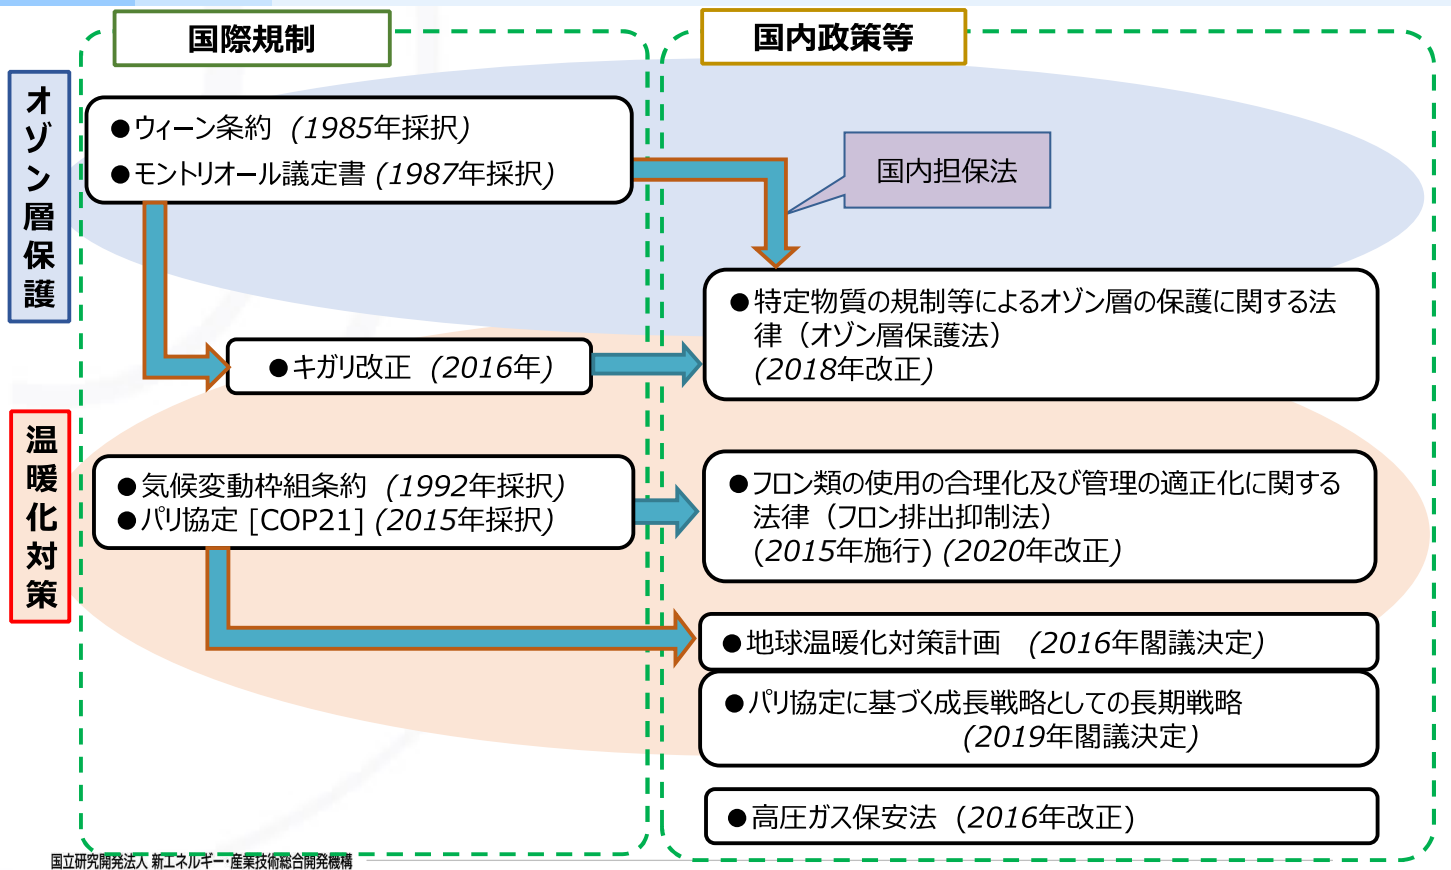 国際規制
国内政策等
オゾン層保護
●ウィーン条約 (1985年採択)
●モントリオール議定書 (1987年採択)
国内担保法
●特定物質の規制等によるオゾン層の保護に関する法
律（オゾン層保護法）
(2018年改正)
●キガリ改正 (2016年)
温暖化対策
●気候変動枠組条約 (1992年採択)
●パリ協定 [COP21] (2015年採択)
●フロン類の使用の合理化及び管理の適正化に関する
法律（フロン排出抑制法）
(2015年施行) (2020年改正)
●地球温暖化対策計画 (2016年閣議決定)
●パリ協定に基づく成長戦略としての長期戦略
(2019年閣議決定)
●高圧ガス保安法 (2016年改正)
国立研究開発法人 新エネルギー・産業技術総合開発機構